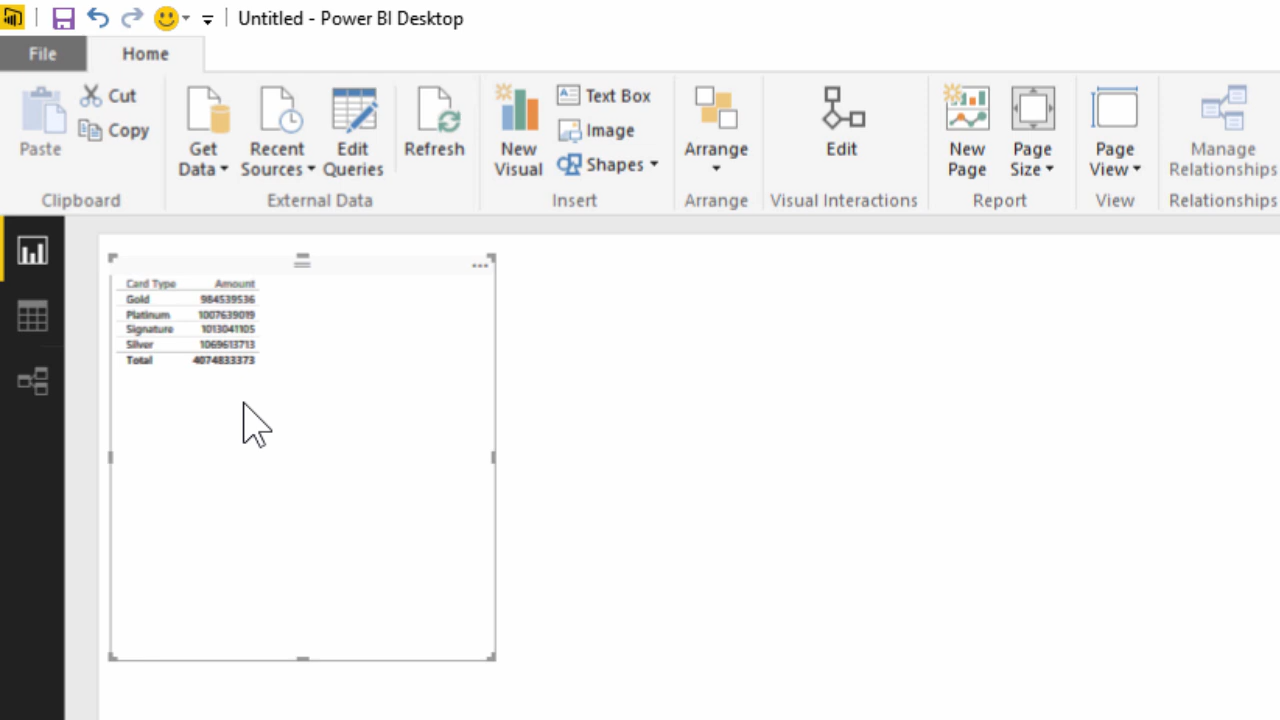 Untitled - Power BI Desktop
File Home
Paste Cut Copy
Get Data Recent Sources Edit Queries Refresh
New Visual Text Box Image Shapes
Arrange
Edit
New Page Page Size
Page View
Manage Relationships
Clipboard External Data Insert Arrange Visual Interactions Report View Relationships
Card Type Amount
Gold 984539536
Platinum 1007639019
Signature 1013041105
Silver 1069613713
Total 4074833373